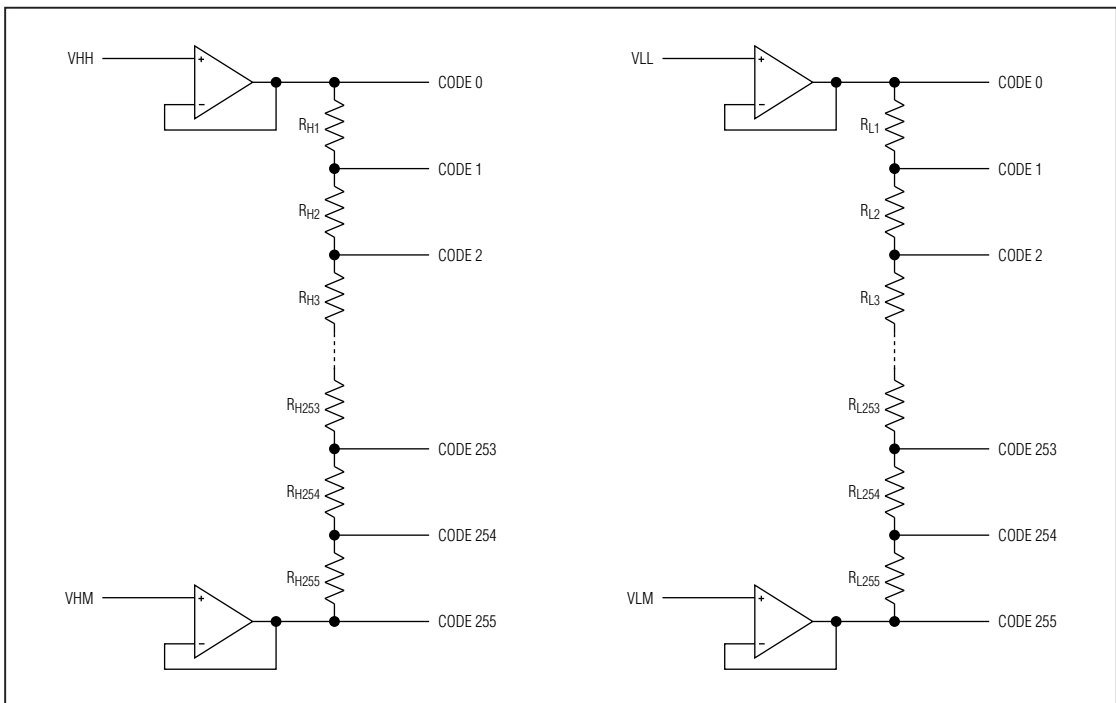 VHH
+
−
CODE 0
RH1
CODE 1
RH2
CODE 2
RH3
RH253
CODE 253
RH254
CODE 254
RH255
VHM
+
−
CODE 255
VLL
+
−
CODE 0
RL1
CODE 1
RL2
CODE 2
RL3
RL253
CODE 253
RL254
CODE 254
RL255
VLM
+
−
CODE 255